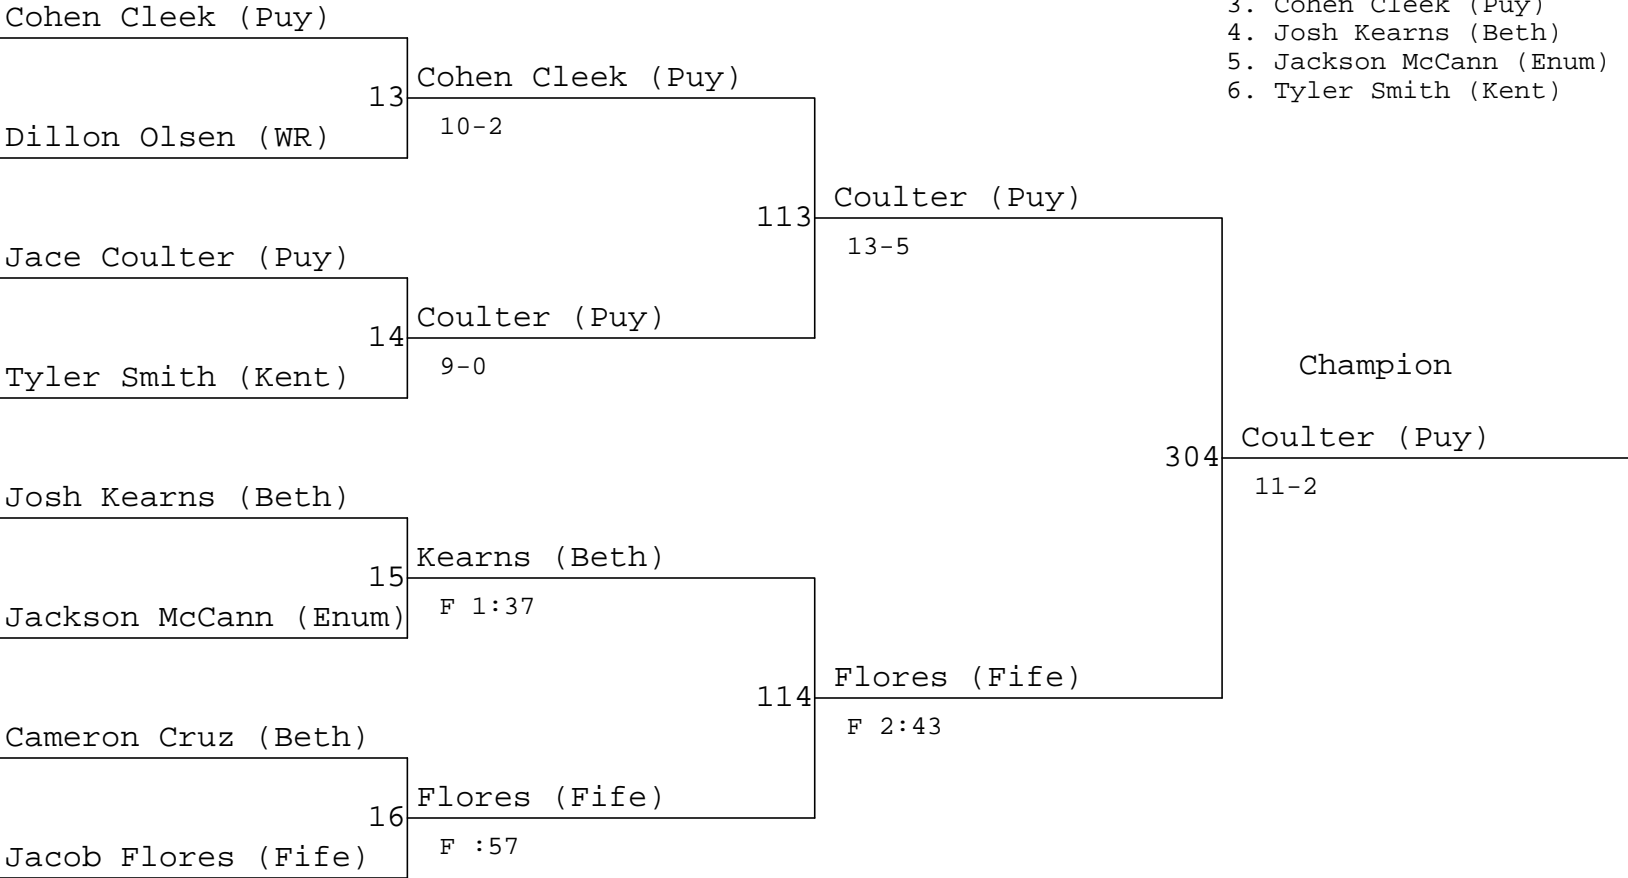 Cohen Cleek (Puy)
3. Cohen Cleek (Puy)
4. Josh Kearns (Beth)
5. Jackson McCann (Enum)
6. Tyler Smith (Kent)
13
Cohen Cleek (Puy)
10-2
Dillon Olsen (WR)
113
Coulter (Puy)
13-5
Jace Coulter (Puy)
14
Coulter (Puy)
9-0
Tyler Smith (Kent)
Champion
304
Coulter (Puy)
11-2
Josh Kearns (Beth)
15
Kearns (Beth)
F 1:37
Jackson McCann (Enum)
114
Flores (Fife)
F 2:43
Cameron Cruz (Beth)
16
Flores (Fife)
F :57
Jacob Flores (Fife)